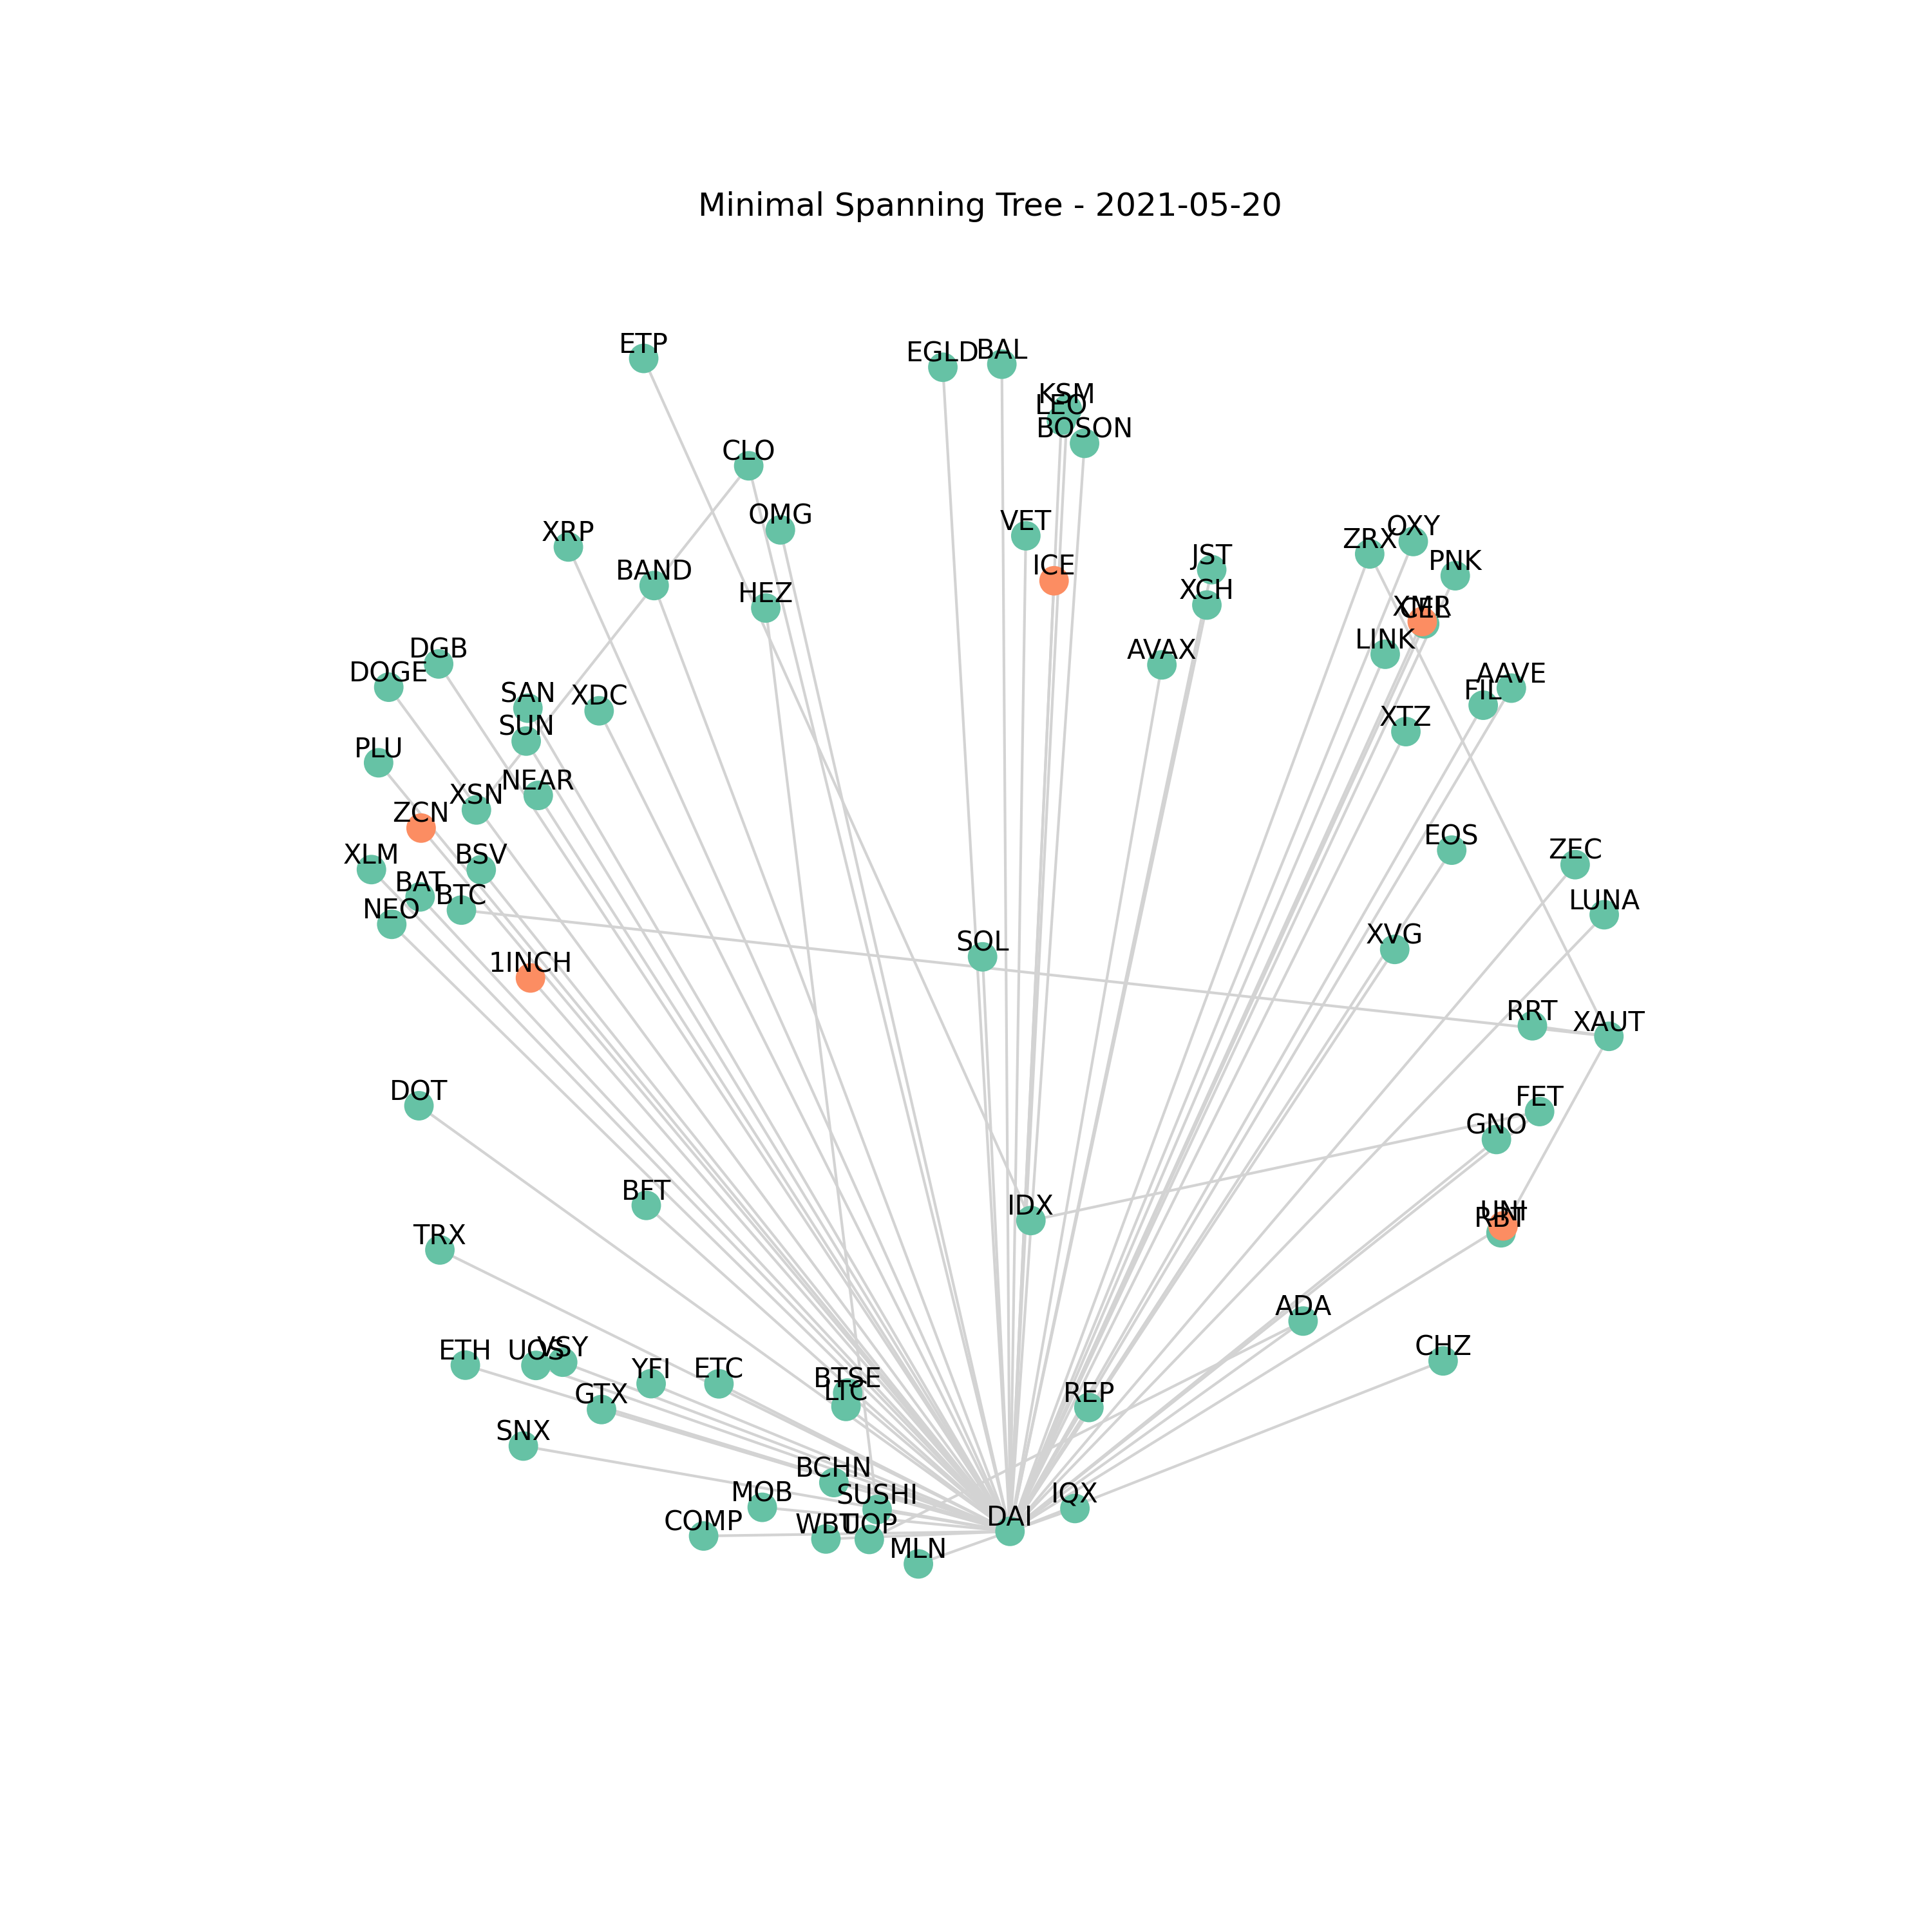 Minimal Spanning Tree - 2021-05-20
ETP
EGLD
BAL
KSM
LEO
BOSON
CLO
OMG
VET
XRP
OXY
ZRX
JST
PNK
ICE
BAND
XCH
HEZ
XMR
CEL
LINK
DGB
AVAX
DOGE
AAVE
SAN
XDC
FIL
XTZ
SUN
PLU
NEAR
XSN
ZCN
EOS
ZEC
XLM
BSV
BAT
BTC
LUNA
NEO
XVG
SOL
1INCH
RRT
XAUT
DOT
FET
GNO
BFT
IDX
UNI
RBT
TRX
ADA
ETH
UOS
VSY
CHZ
YFI
ETC
BTSE
LTC
GTX
REP
SNX
BCHN
MOB
SUSHI
IQX
COMP
WBT
UOP
DAI
MLN